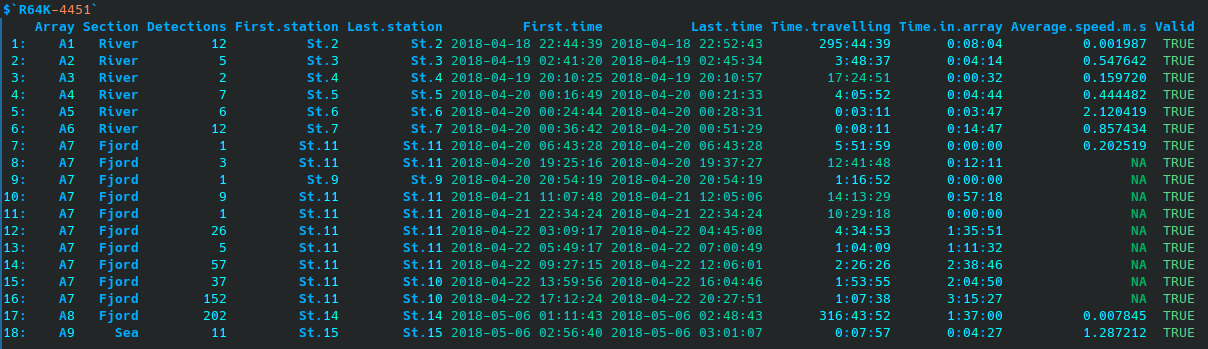 $`R64K-4451`
Array Section Detections First.station Last.station First.time Last.time Time.travelling Time.in.array Average.speed.m.s Valid
1: A1 River 12 St.2 St.2 2018-04-18 22:44:39 2018-04-18 22:52:43 295:44:39 0:08:04 0.001987 TRUE
2: A2 River 5 St.3 St.3 2018-04-19 02:41:20 2018-04-19 02:45:34 3:48:37 0:04:14 0.547642 TRUE
3: A3 River 2 St.4 St.4 2018-04-19 20:10:25 2018-04-19 20:10:57 17:24:51 0:00:32 0.159720 TRUE
4: A4 River 7 St.5 St.5 2018-04-20 00:16:49 2018-04-20 00:21:33 4:05:52 0:04:44 0.444482 TRUE
5: A5 River 6 St.6 St.6 2018-04-20 00:24:44 2018-04-20 00:28:31 0:03:11 0:03:47 2.120419 TRUE
6: A6 River 12 St.7 St.7 2018-04-20 00:36:42 2018-04-20 00:51:29 0:08:11 0:14:47 0.857434 TRUE
7: A7 Fjord 1 St.11 St.11 2018-04-20 06:43:28 2018-04-20 06:43:28 5:51:59 0:00:00 0.202519 TRUE
8: A7 Fjord 3 St.11 St.11 2018-04-20 19:25:16 2018-04-20 19:37:27 12:41:48 0:12:11 NA TRUE
9: A7 Fjord 1 St.9 St.9 2018-04-20 20:54:19 2018-04-20 20:54:19 1:16:52 0:00:00 NA TRUE
10: A7 Fjord 9 St.11 St.11 2018-04-21 11:07:48 2018-04-21 12:05:06 14:13:29 0:57:18 NA TRUE
11: A7 Fjord 1 St.11 St.11 2018-04-21 22:34:24 2018-04-21 22:34:24 10:29:18 0:00:00 NA TRUE
12: A7 Fjord 26 St.11 St.11 2018-04-22 03:09:17 2018-04-22 04:45:08 4:34:53 1:35:51 NA TRUE
13: A7 Fjord 5 St.11 St.11 2018-04-22 05:49:17 2018-04-22 07:00:49 1:04:09 1:11:32 NA TRUE
14: A7 Fjord 57 St.11 St.11 2018-04-22 09:27:15 2018-04-22 12:06:01 2:26:26 2:38:46 NA TRUE
15: A7 Fjord 37 St.11 St.10 2018-04-22 13:59:56 2018-04-22 16:04:46 1:53:55 2:04:50 NA TRUE
16: A7 Fjord 152 St.11 St.10 2018-04-22 17:12:24 2018-04-22 20:27:51 1:07:38 3:15:27 NA TRUE
17: A8 Fjord 202 St.14 St.14 2018-05-06 01:11:43 2018-05-06 02:48:43 316:43:52 1:37:00 0.007845 TRUE
18: A9 Sea 11 St.15 St.15 2018-05-06 02:56:40 2018-05-06 03:01:07 0:07:57 0:04:27 1.287212 TRUE